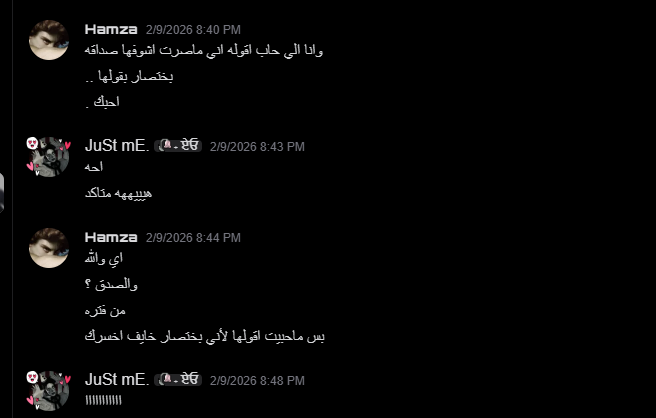 Hamza 2/9/2026 8:40 PM
وانا الي حاب اقوله اني ماصرت اشوفها صداقه
بختصار بقولها ..
احبك .
JuSt mE. 2/9/2026 8:43 PM
احه
هيييههه متاكد
Hamza 2/9/2026 8:44 PM
اي والله
والصدق ؟
من فتره
بس ماحبيت اقولها لأني بختصار خايف اخسرك
JuSt mE. 2/9/2026 8:48 PM